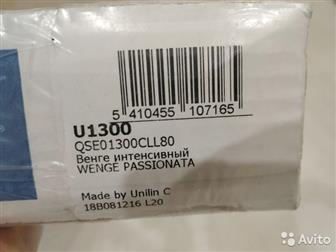 5 410455 107165
U1300
QSE01300CLL80
Венге интенсивный
WENGE PASSIONATA
Made by Unilin C
18B081216 L20
Avito